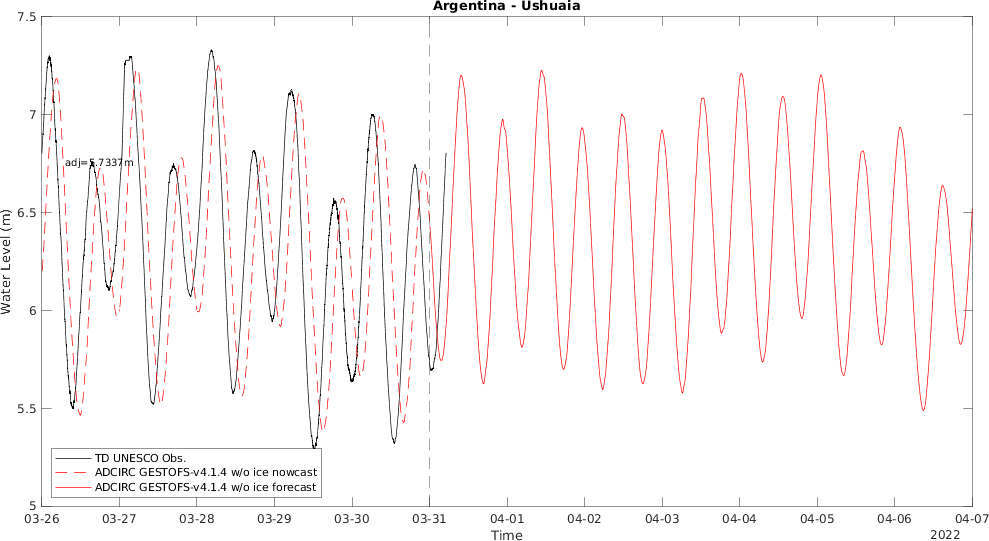 Argentina - Ushuaia
7.5
7
6.5
6
5.5
5
Water Level (m)
adj=5.7337m
TD UNESCO Obs.
ADCIRC GESTOFS-v4.1.4 w/o ice nowcast
ADCIRC GESTOFS-v4.1.4 w/o ice forecast
03-26 03-27 03-28 03-29 03-30 03-31 04-01 04-02 04-03 04-04 04-05 04-06 04-07
Time
2022